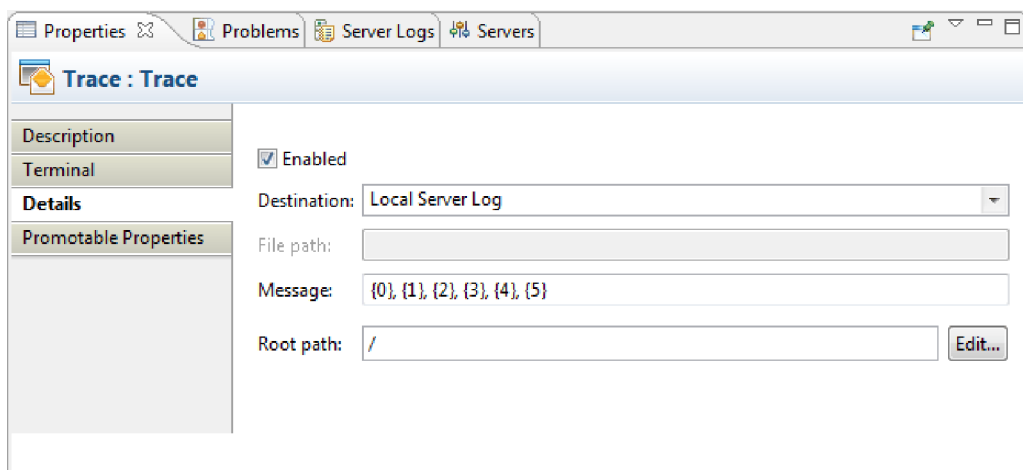 Properties Problems Server Logs Servers
Trace : Trace
Description
Terminal
Details
Promotable Properties
Enabled
Destination: Local Server Log
File path:
Message: {0}, {1}, {2}, {3}, {4}, {5}
Root path: / Edit...